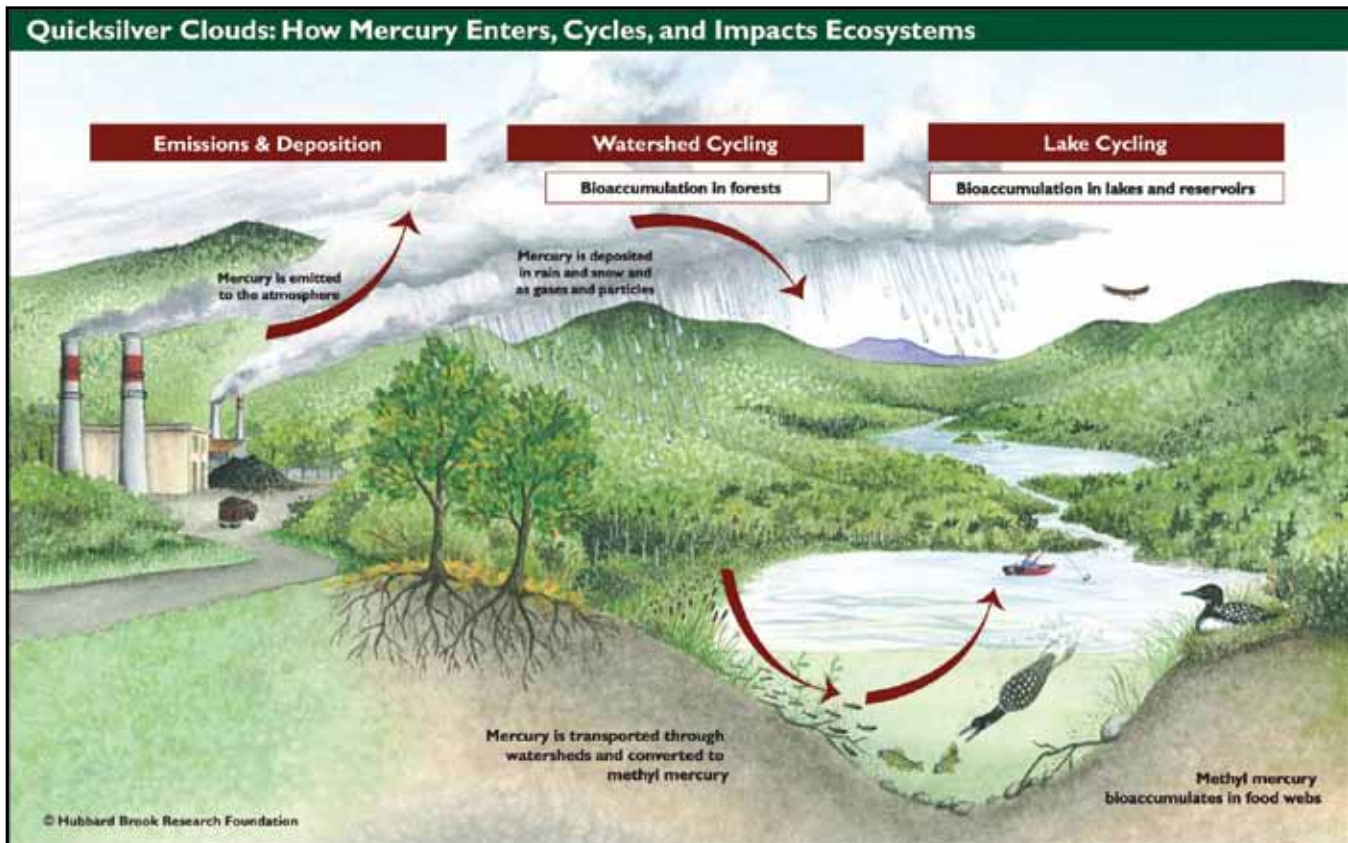 Quicksilver Clouds: How Mercury Enters, Cycles, and Impacts Ecosystems
Emissions & Deposition
Watershed Cycling
Lake Cycling
Bioaccumulation in forests
Bioaccumulation in lakes and reservoirs
Mercury is emitted
to the atmosphere
Mercury is deposited
in rain and snow and
as gases and particles
Mercury is transported through
watersheds and converted to
methyl mercury
Methyl mercury
bioaccumulates in food webs
© Hubbard Brook Research Foundation